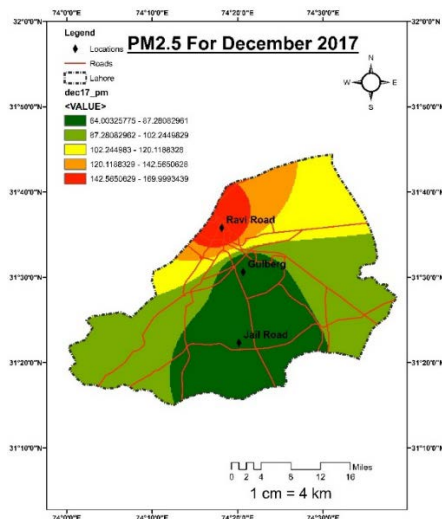 74°0'0"E 74°10'0"E 74°20'0"E 74°30'0"E
32°0'0"N 32°0'0"N
Legend
PM2.5 For December 2017
Locations
Roads
Lahore
dec17_pm
<VALUE>
64.00325775 - 87.28082961
87.28082962 - 102.2449829
102.244983 - 120.1188328
120.1188329 - 142.5650628
142.5650629 - 169.9993439
N
W E
S
31°50'0"N 31°50'0"N
31°40'0"N 31°40'0"N
Ravi Road
31°30'0"N 31°30'0"N
Gulberg
31°20'0"N 31°20'0"N
Jail Road
31°10'0"N 31°10'0"N
Miles
0 2 4 8 12 16
1 cm = 4 km
74°0'0"E 74°10'0"E 74°20'0"E 74°30'0"E